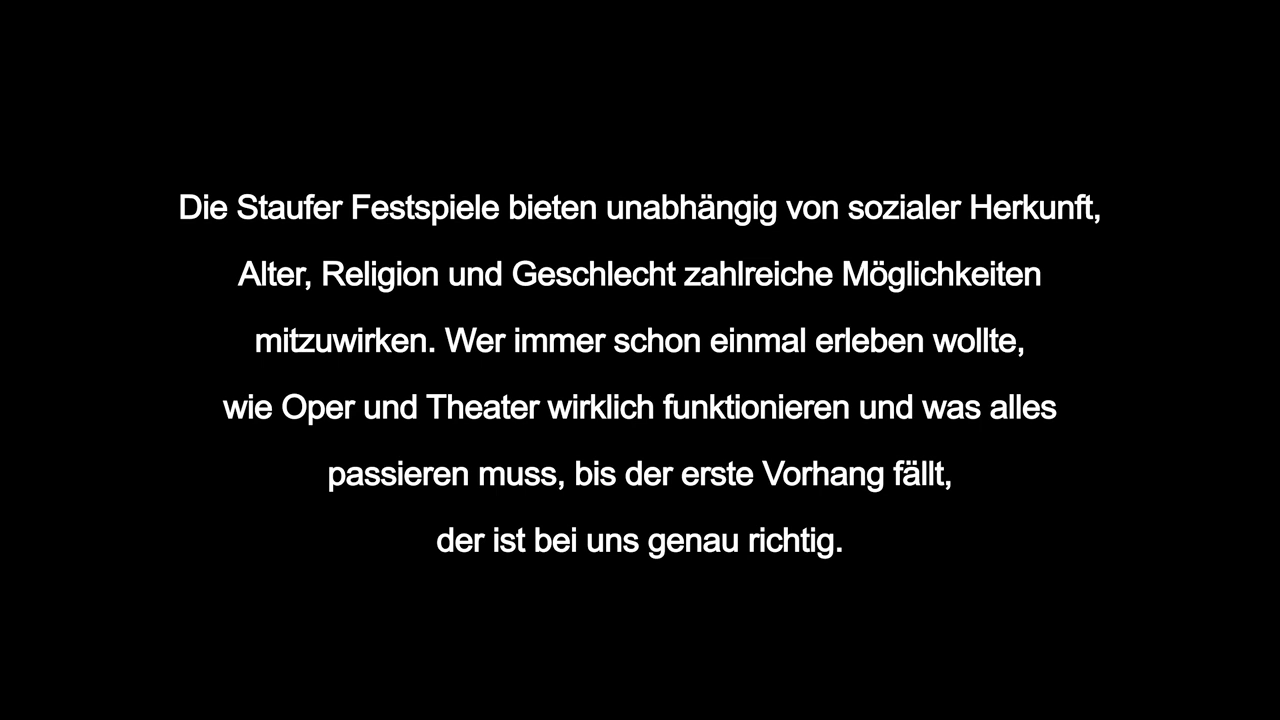 Die Staufer Festspiele bieten unabhängig von sozialer Herkunft,
Alter, Religion und Geschlecht zahlreiche Möglichkeiten
mitzuwirken. Wer immer schon einmal erleben wollte,
wie Oper und Theater wirklich funktionieren und was alles
passieren muss, bis der erste Vorhang fällt,
der ist bei uns genau richtig.